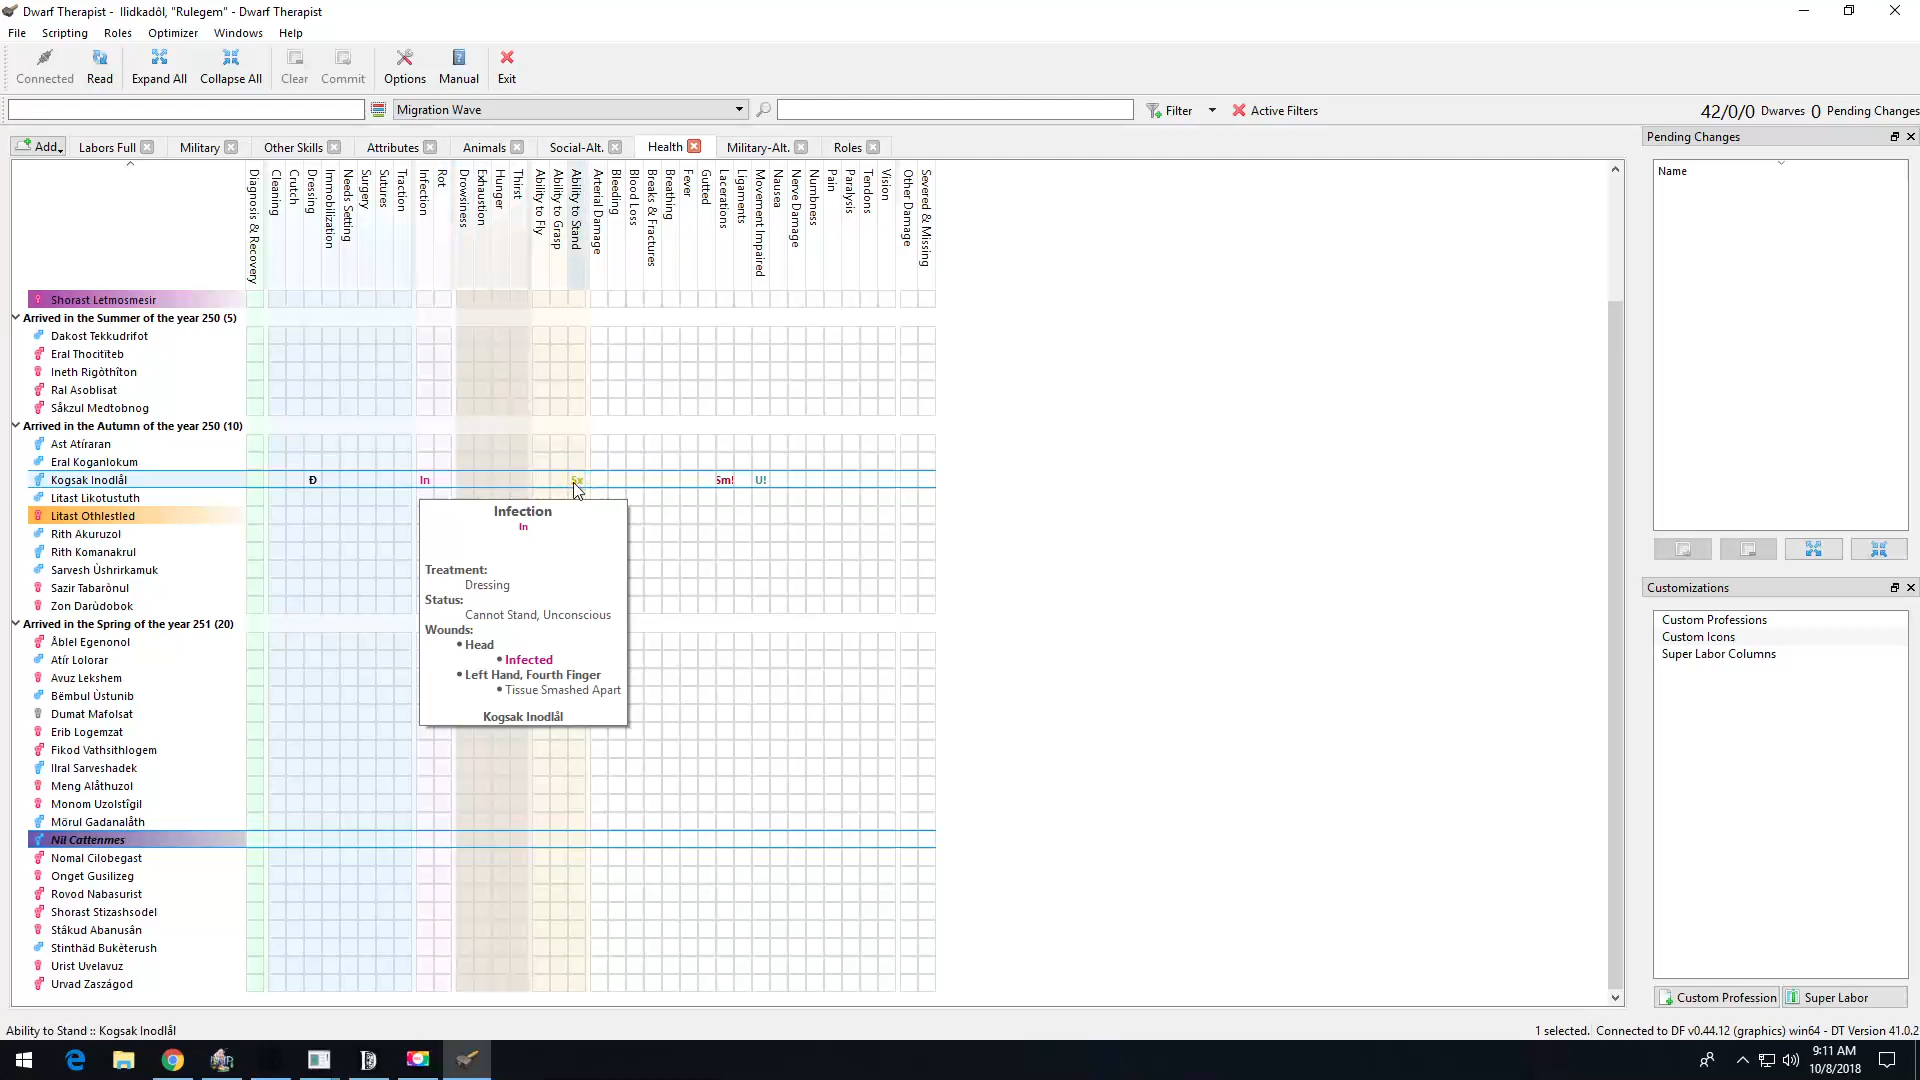 Dwarf Therapist - Ilidkadôl, "Rulegem" - Dwarf Therapist
File Scripting Roles Optimizer Windows Help
Connected Read Expand All Collapse All Clear Commit Options Manual Exit
Migration Wave Filter Active Filters 42/0/0 Dwarves 0 Pending Changes
Add Labors Full Military Other Skills Attributes Animals Social-Alt. Health Military-Alt. Roles
Diagnosis & Recovery
Cleaning
Crutch
Dressing
Immobilization
Needs Setting
Surgery
Sutures
Traction
Infection
Rot
Drowsiness
Exhaustion
Hunger
Thirst
Ability to Fly
Ability to Grasp
Ability to Stand
Arterial Damage
Bleeding
Blood Loss
Breaks & Fractures
Breathing
Fever
Gutted
Lacerations
Ligaments
Movement Impaired
Nausea
Nerve Damage
Numbness
Pain
Paralysis
Tendons
Vision
Other Damage
Severed & Missing
Shorast Letmosmesir
Arrived in the Summer of the year 250 (5)
Dakost Tekkudrifot
Eral Thocitïteb
Ineth Rigòthîton
Ral Asoblisat
Såkzul Medtobnog
Arrived in the Autumn of the year 250 (10)
Ast Atíraran
Eral Koganlokum
Kogsak Inodlål Đ In Sm! U!
Litast Likotustuth
Litast Othlestled
Rith Akuruzol
Rith Komanakrul
Sarvesh Ùshrirkamuk
Sazir Tabarònul
Zon Darùdobok
Arrived in the Spring of the year 251 (20)
Åblel Egenonol
Atír Lolorar
Avuz Lekshem
Bëmbul Ùstunib
Dumat Mafolsat
Erib Logemzat
Fikod Vathsithlogem
Ilral Sarveshadek
Meng Alåthuzol
Monom Uzolstîgil
Mörul Gadanalåth
Nil Cattenmes
Nomal Cilobegast
Onget Gusilizeg
Rovod Nabasurist
Shorast Stizashsodel
Ståkud Abanusân
Stinthäd Bukèterush
Urist Uvelavuz
Urvad Zaszágod
Infection
In
Treatment:
Dressing
Status:
Cannot Stand, Unconscious
Wounds:
• Head
• Infected
• Left Hand, Fourth Finger
• Tissue Smashed Apart
Kogsak Inodlål
Pending Changes
Name
Customizations
Custom Professions
Custom Icons
Super Labor Columns
Custom Profession Super Labor
Ability to Stand :: Kogsak Inodlål 1 selected. Connected to DF v0.44.12 (graphics) win64 - DT Version 41.0.2
9:11 AM
10/8/2018